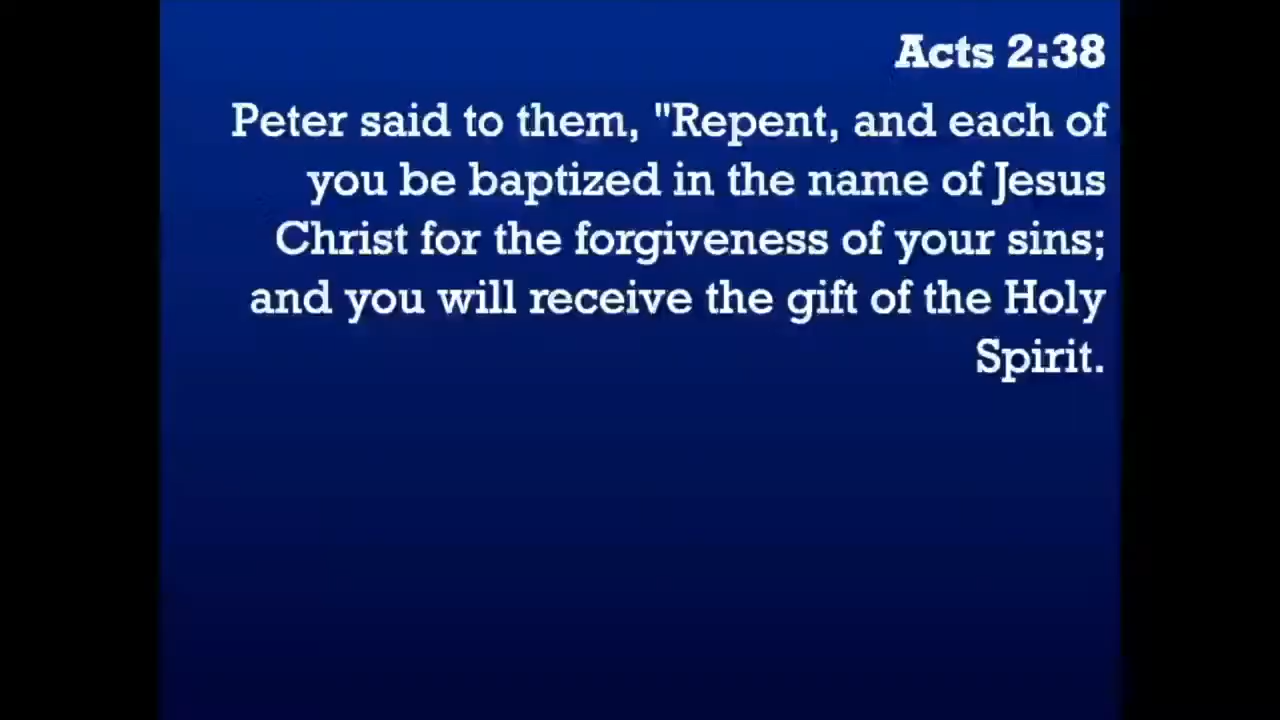 Acts 2:38
Peter said to them, "Repent, and each of
you be baptized in the name of Jesus
Christ for the forgiveness of your sins;
and you will receive the gift of the Holy
Spirit.